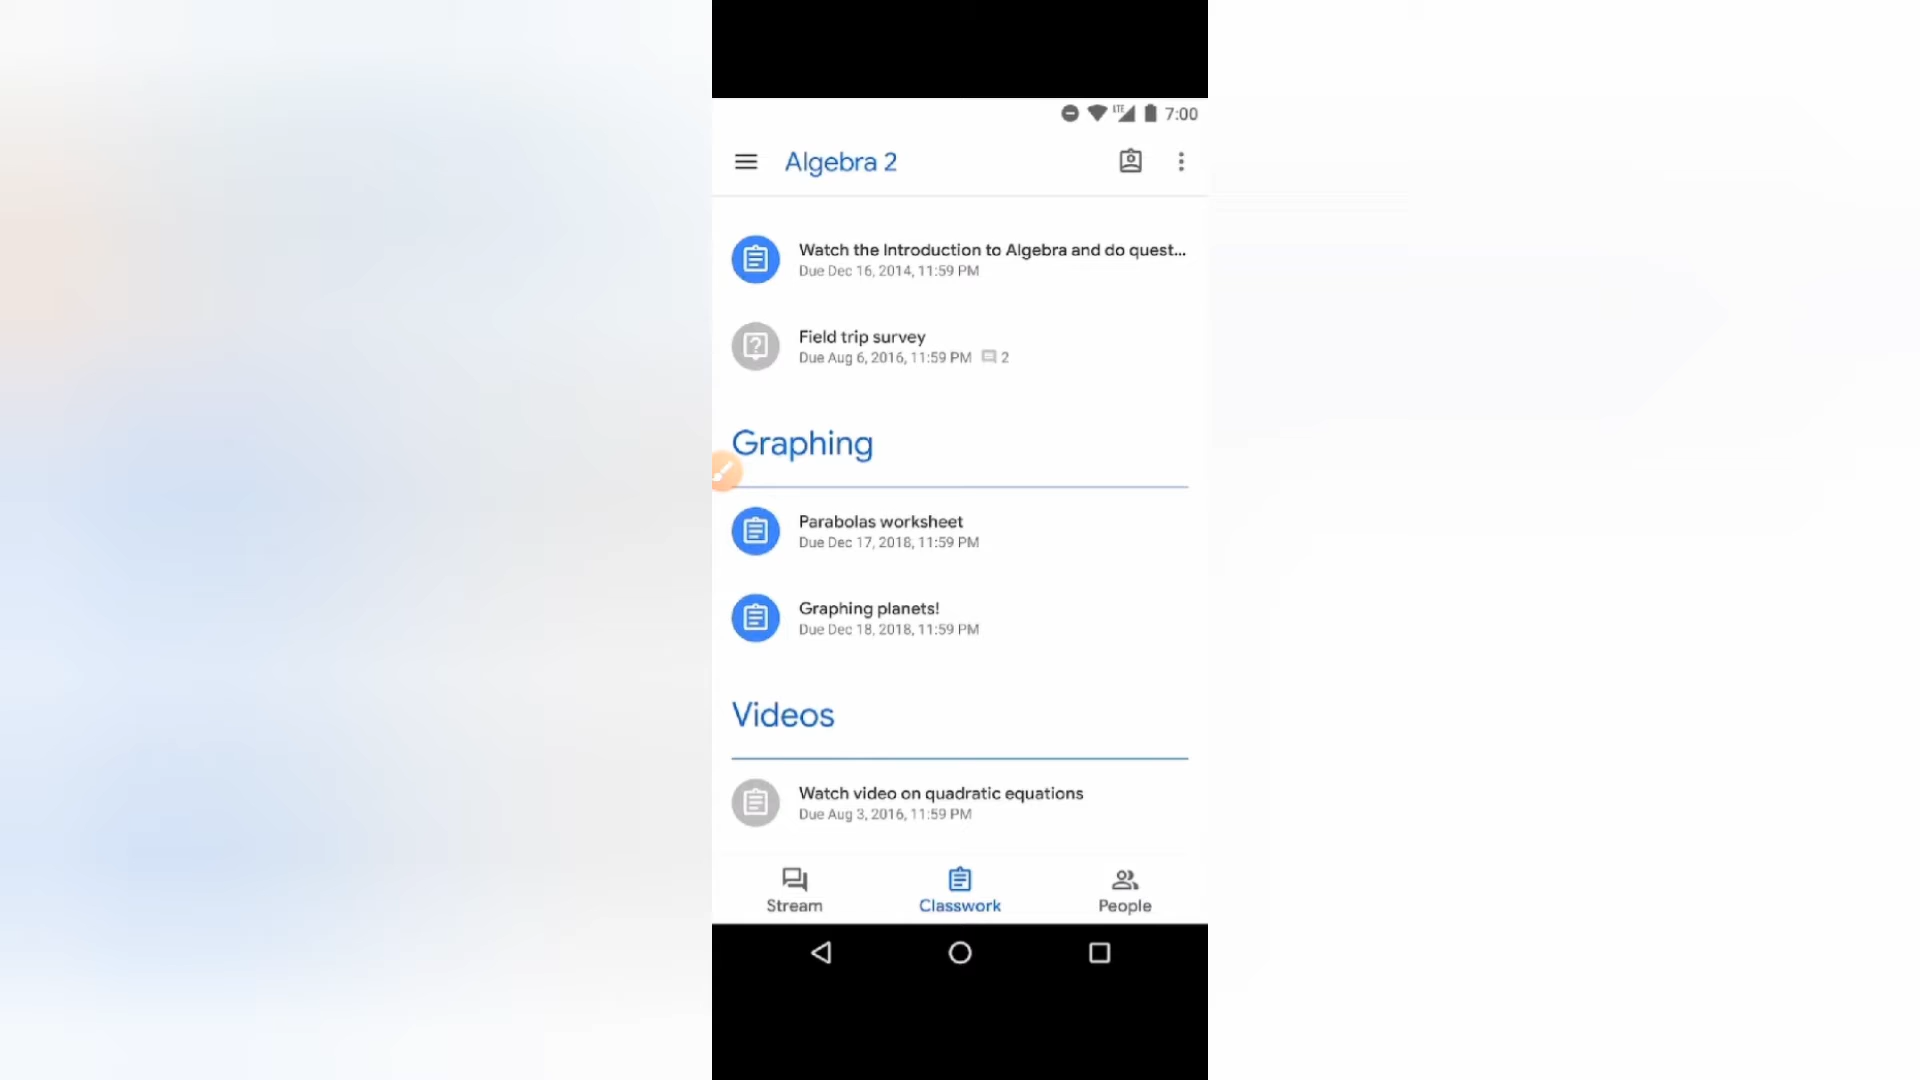 LTE 7:00
Algebra 2
Watch the Introduction to Algebra and do quest...
Due Dec 16, 2014, 11:59 PM
Field trip survey
Due Aug 6, 2016, 11:59 PM 2
Graphing
Parabolas worksheet
Due Dec 17, 2018, 11:59 PM
Graphing planets!
Due Dec 18, 2018, 11:59 PM
Videos
Watch video on quadratic equations
Due Aug 3, 2016, 11:59 PM
Stream Classwork People